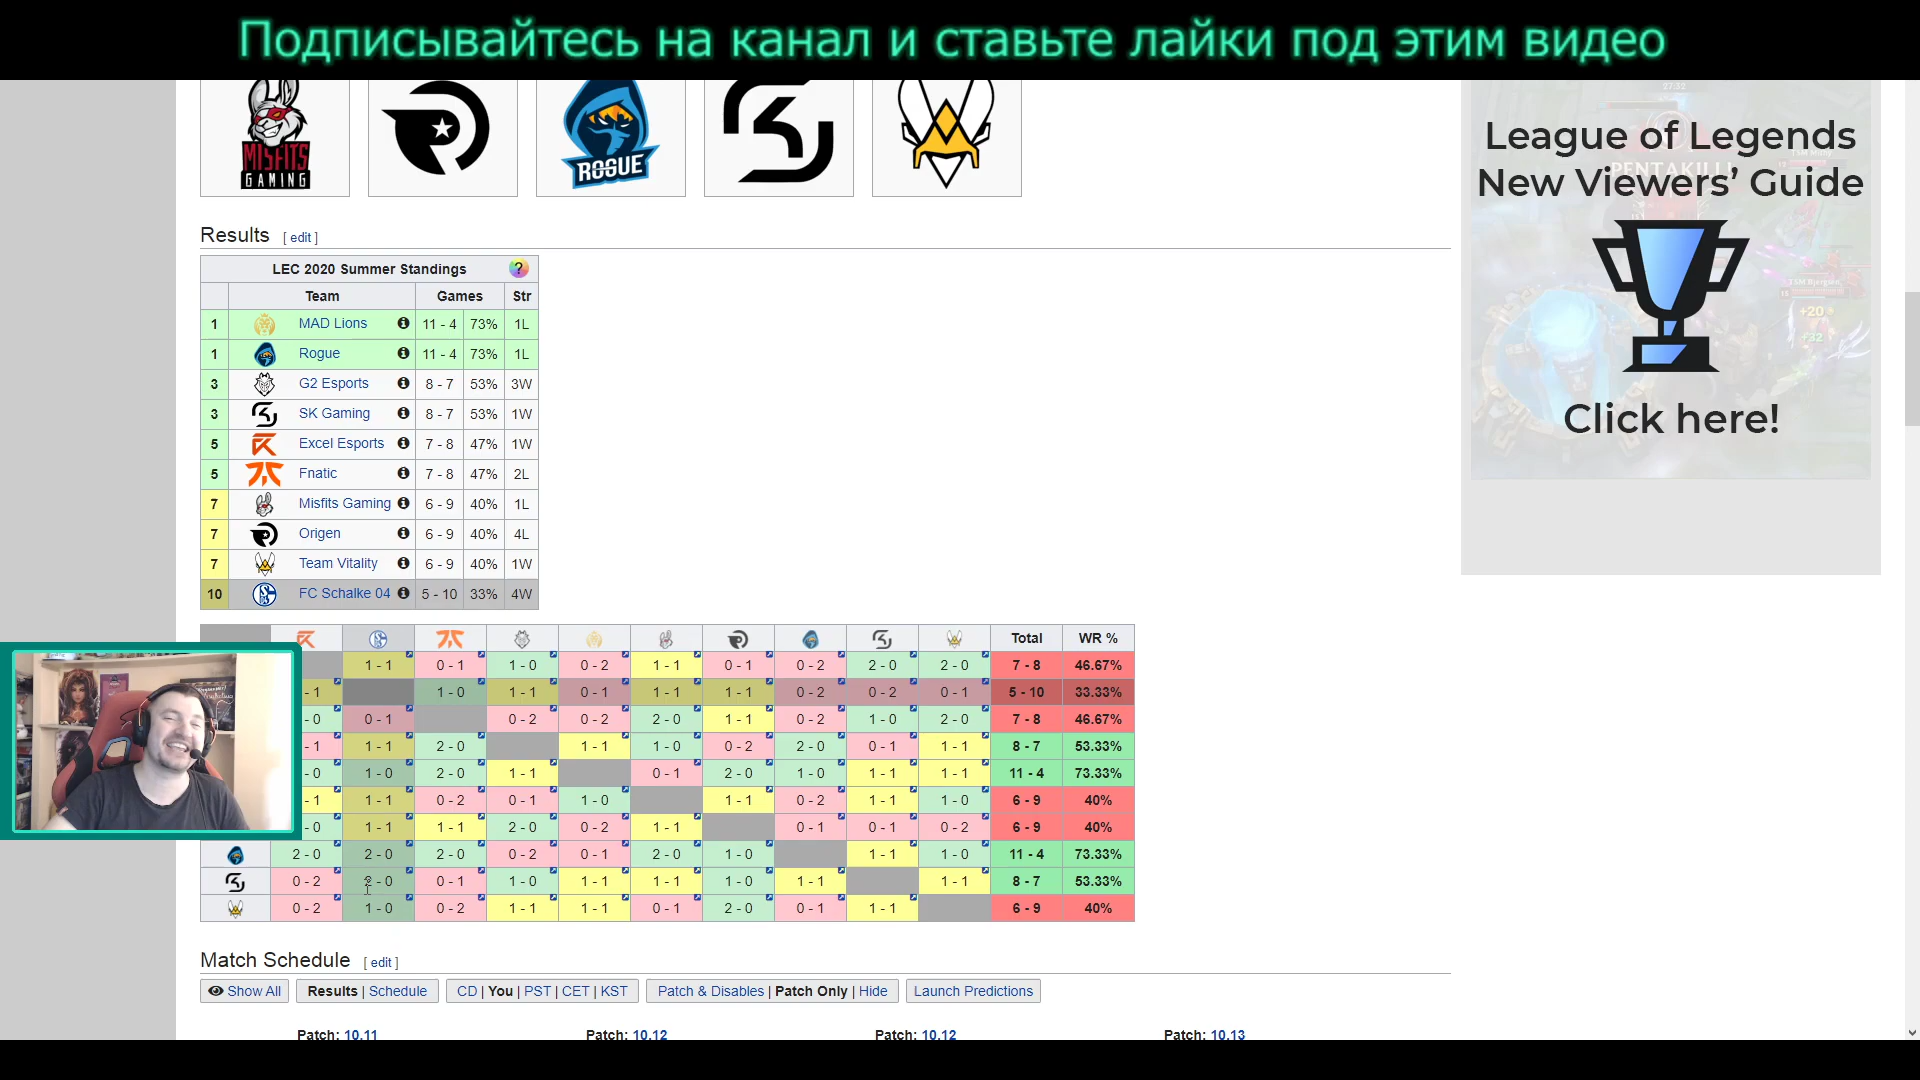 Подписывайтесь на канал и ставьте лайки под этим видео
MISFITS
GAMING
ROGUE
27:32
PENTAKILL!
League of Legends
New Viewers' Guide
+20
+32
Click here!
Results [ edit ]
LEC 2020 Summer Standings ?
Team Games Str
1 MAD Lions 11 - 4 73% 1L
1 Rogue 11 - 4 73% 1L
3 G2 Esports 8 - 7 53% 3W
3 SK Gaming 8 - 7 53% 1W
5 Excel Esports 7 - 8 47% 1W
5 Fnatic 7 - 8 47% 2L
7 Misfits Gaming 6 - 9 40% 1L
7 Origen 6 - 9 40% 4L
7 Team Vitality 6 - 9 40% 1W
10 FC Schalke 04 5 - 10 33% 4W
Total WR %
1 - 1 0 - 1 1 - 0 0 - 2 1 - 1 0 - 1 0 - 2 2 - 0 2 - 0 7 - 8 46.67%
- 1 1 - 0 1 - 1 0 - 1 1 - 1 1 - 1 0 - 2 0 - 2 0 - 1 5 - 10 33.33%
- 0 0 - 1 0 - 2 0 - 2 2 - 0 1 - 1 0 - 2 1 - 0 2 - 0 7 - 8 46.67%
- 1 1 - 1 2 - 0 1 - 1 1 - 0 0 - 2 2 - 0 0 - 1 1 - 1 8 - 7 53.33%
- 0 1 - 0 2 - 0 1 - 1 0 - 1 2 - 0 1 - 0 1 - 1 1 - 1 11 - 4 73.33%
- 1 1 - 1 0 - 2 0 - 1 1 - 0 1 - 1 0 - 2 1 - 1 1 - 0 6 - 9 40%
- 0 1 - 1 1 - 1 2 - 0 0 - 2 1 - 1 0 - 1 0 - 1 0 - 2 6 - 9 40%
2 - 0 2 - 0 2 - 0 0 - 2 0 - 1 2 - 0 1 - 0 1 - 1 1 - 0 11 - 4 73.33%
0 - 2 2 - 0 0 - 1 1 - 0 1 - 1 1 - 1 1 - 0 1 - 1 1 - 1 8 - 7 53.33%
0 - 2 1 - 0 0 - 2 1 - 1 1 - 1 0 - 1 2 - 0 0 - 1 1 - 1 6 - 9 40%
Match Schedule [ edit ]
Show All Results | Schedule CD | You | PST | CET | KST Patch & Disables | Patch Only | Hide Launch Predictions
Patch: 10.11 Patch: 10.12 Patch: 10.12 Patch: 10.13